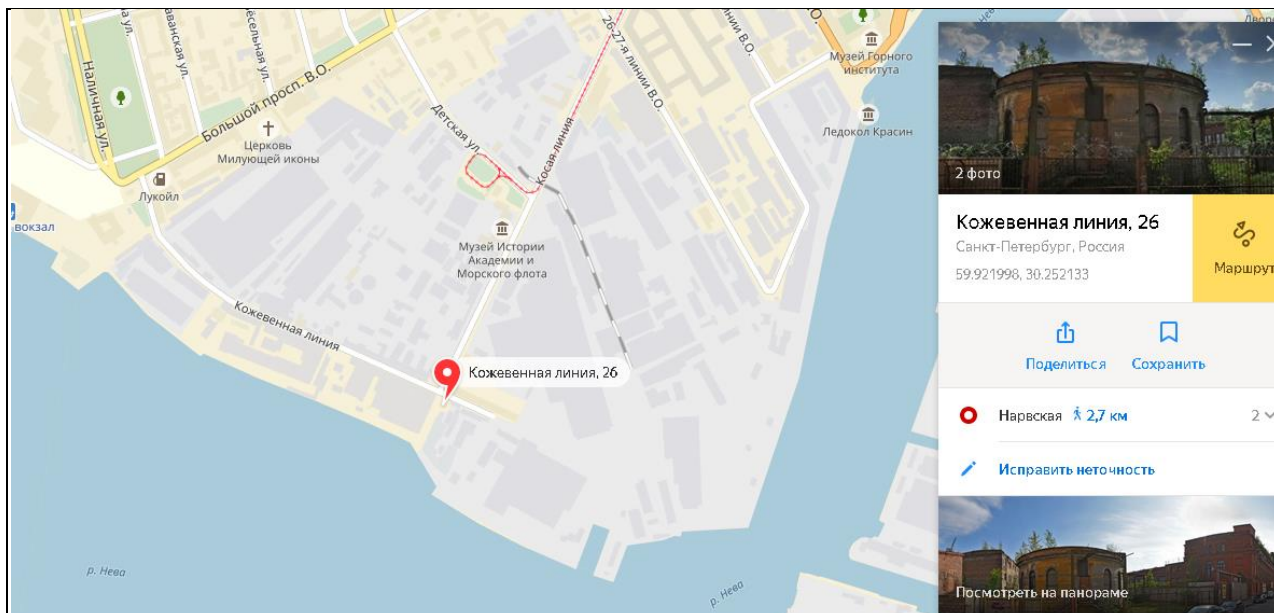 Наличная ул.
Большой просп. В.О.
Церковь
Милующей иконы
Лукойл
вокзал
Детская ул.
Косая линия
26-27-я линии В.О.
Музей Горного
института
Ледокол Красин
Музей Истории
Академии и
Морского флота
Кожевенная линия
Кожевенная линия, 26
р. Нева
р. Нева
2 фото
Кожевенная линия, 26
Санкт-Петербург, Россия
59.921998, 30.252133
Маршрут
Поделиться
Сохранить
Нарвская 2,7 км
2
Исправить неточность
Посмотреть на панораме